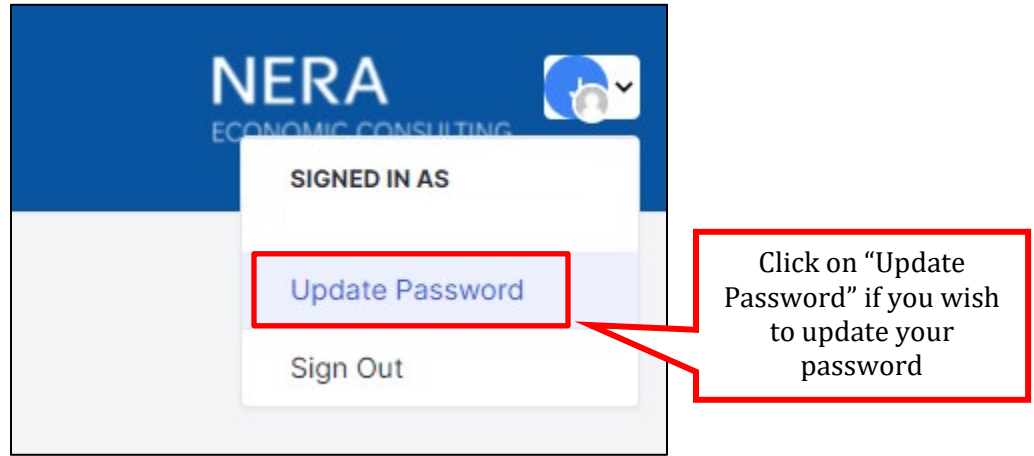 NERA
ECONOMIC CONSULTING
SIGNED IN AS
Update Password
Sign Out
Click on “Update
Password” if you wish
to update your
password